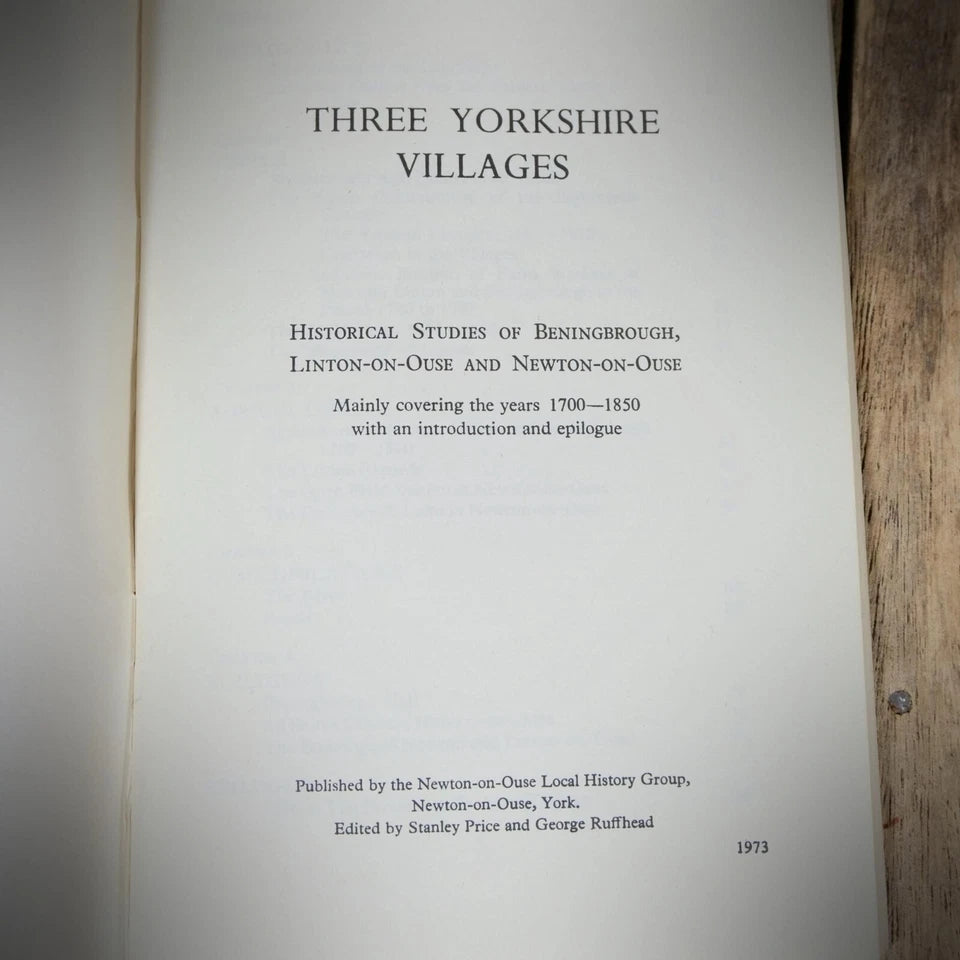 THREE YORKSHIRE
VILLAGES
HISTORICAL STUDIES OF BENINGBROUGH,
LINTON-ON-OUSE AND NEWTON-ON-OUSE
Mainly covering the years 1700—1850
with an introduction and epilogue
Published by the Newton-on-Ouse Local History Group,
Newton-on-Ouse, York.
Edited by Stanley Price and George Ruffhead
1973